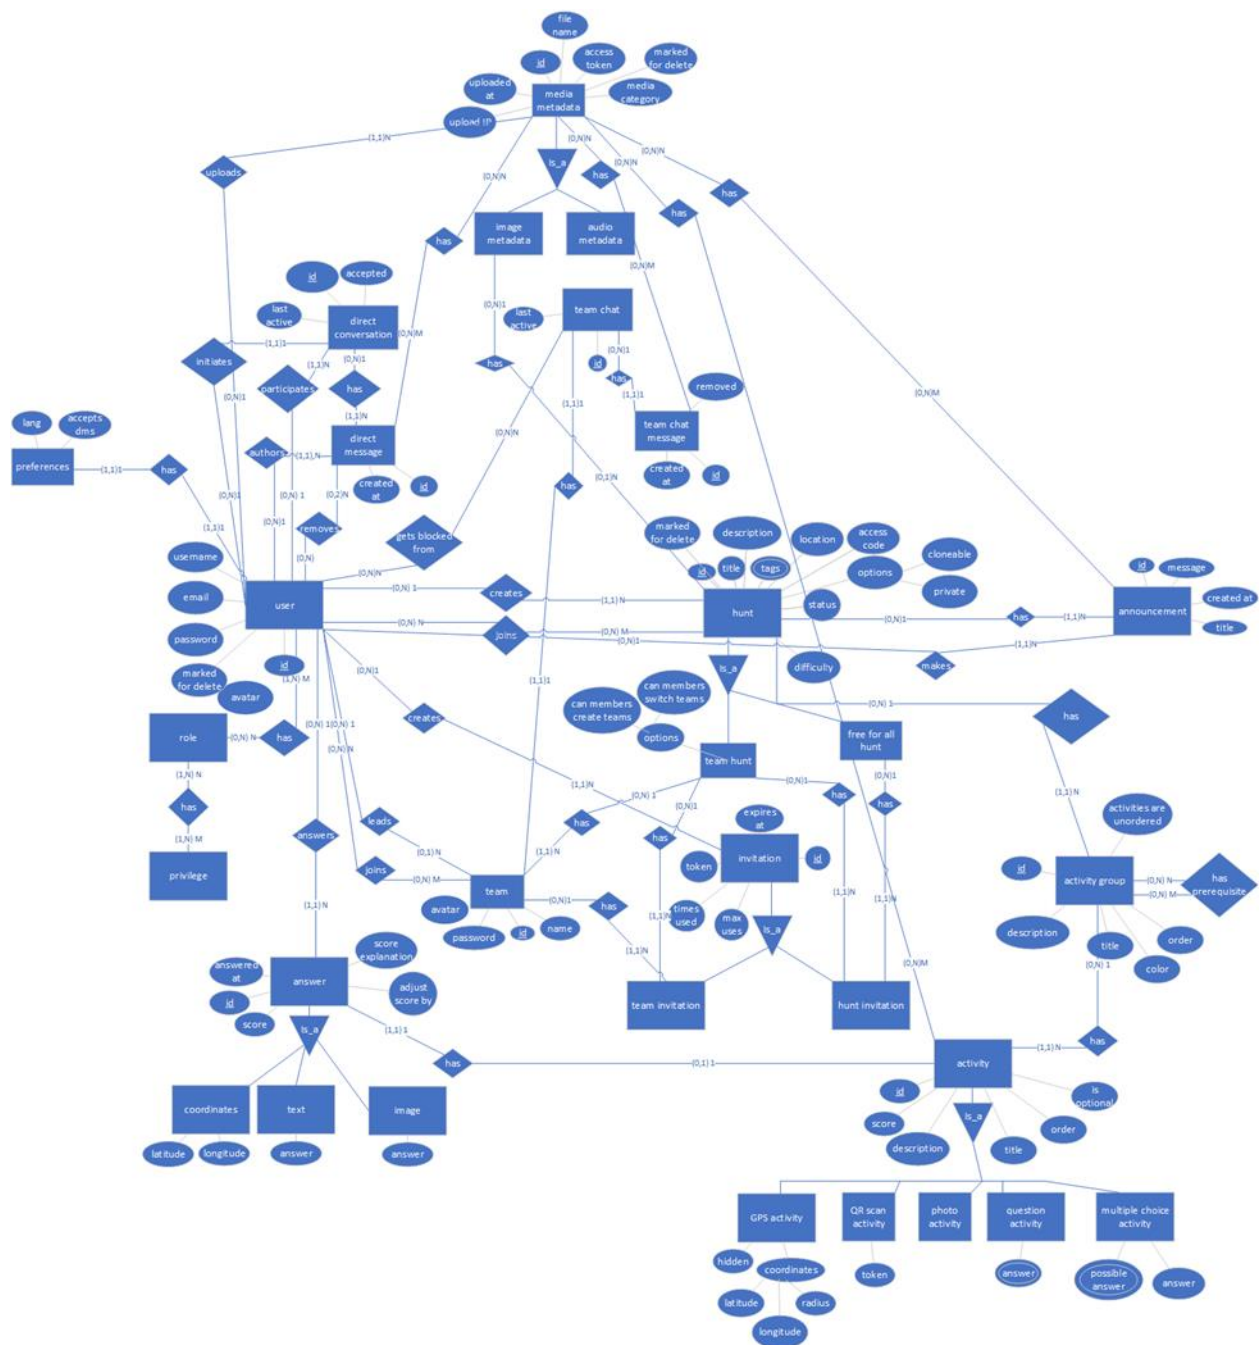 file
name
id
access
token
marked
for delete
uploaded
at
media
metadata
media
category
upload IP
(1,1)N
(0,N)N
(0,N)N
(0,N)N
(0,N)N
uploads
Is_a
has
has
has
(0,N)N
has
image
metadata
audio
metadata
id
accepted
(0,N)M
last
active
direct
conversation
(0,N)1
team chat
last
active
(0,N)M
(1,1)1
(1,1)N
(0,N)1
(0,N)1
id
initiates
has
participates
has
has
removed
(0,N)M
(0,N)1
(1,1)N
(1,1)1
(1,1)1
lang
accepts
dms
direct
message
(0,N)N
team chat
message
preferences
(1,1)1
has
authors
(1,1),N
created
at
id
created
at
id
(0,N)1
(0,N) 1
(0,2)N
has
(0,1)N
(0,N)1
removes
gets blocked
from
marked
for delete
description
location
access
code
(1,1)1
(0,N)
(0,N)N
id
title
tags
options
cloneable
private
username
email
user
password
(0,N) 1
creates
(1,1) N
hunt
status
id
message
created at
announcement
title
(0,N) N
joins
(0,N) M
(0,N)1
(0,N)1
has
(1,1)N
(1,1)N
makes
marked
for delete
id
avatar
(0,N)1
(1,N) M
(1,1)1
Is_a
difficulty
can members
switch teams
can members
create teams
options
(0,N) 1
has
role
(0,N) N
has
(0,N) 1
(0,N) 1
(0,N) N
creates
team hunt
free for all
hunt
(1,N) N
(1,1)N
(0,N) 1
(0,N)1
(0,N)1
(0,N)1
(1,1) N
has
has
has
activities are
unordered
has
leads
has
expires
at
(1,N) M
answers
(0,1) N
(1,1) N
token
invitation
id
privilege
joins
(0,N) M
team
(0,N)1
has
(1,1)N
times
used
max
uses
(1,1)N
(1,1)N
id
activity group
(0,N) N
(0,N) M
has
prerequisite
avatar
password
id
name
(1,1) N
(1,1)N
Is_a
description
title
order
color
score
explanation
answered
at
answer
adjust
score by
id
score
(0,N)M
(0,N) 1
team invitation
hunt invitation
Is_a
(1,1) 1
has
(0,1) 1
(1,1) N
has
activity
coordinates
text
image
id
is
optional
score
order
latitude
longitude
answer
answer
description
Is_a
title
GPS activity
QR scan
activity
photo
activity
question
activity
multiple choice
activity
hidden
coordinates
token
answer
possible
answer
answer
latitude
radius
longitude